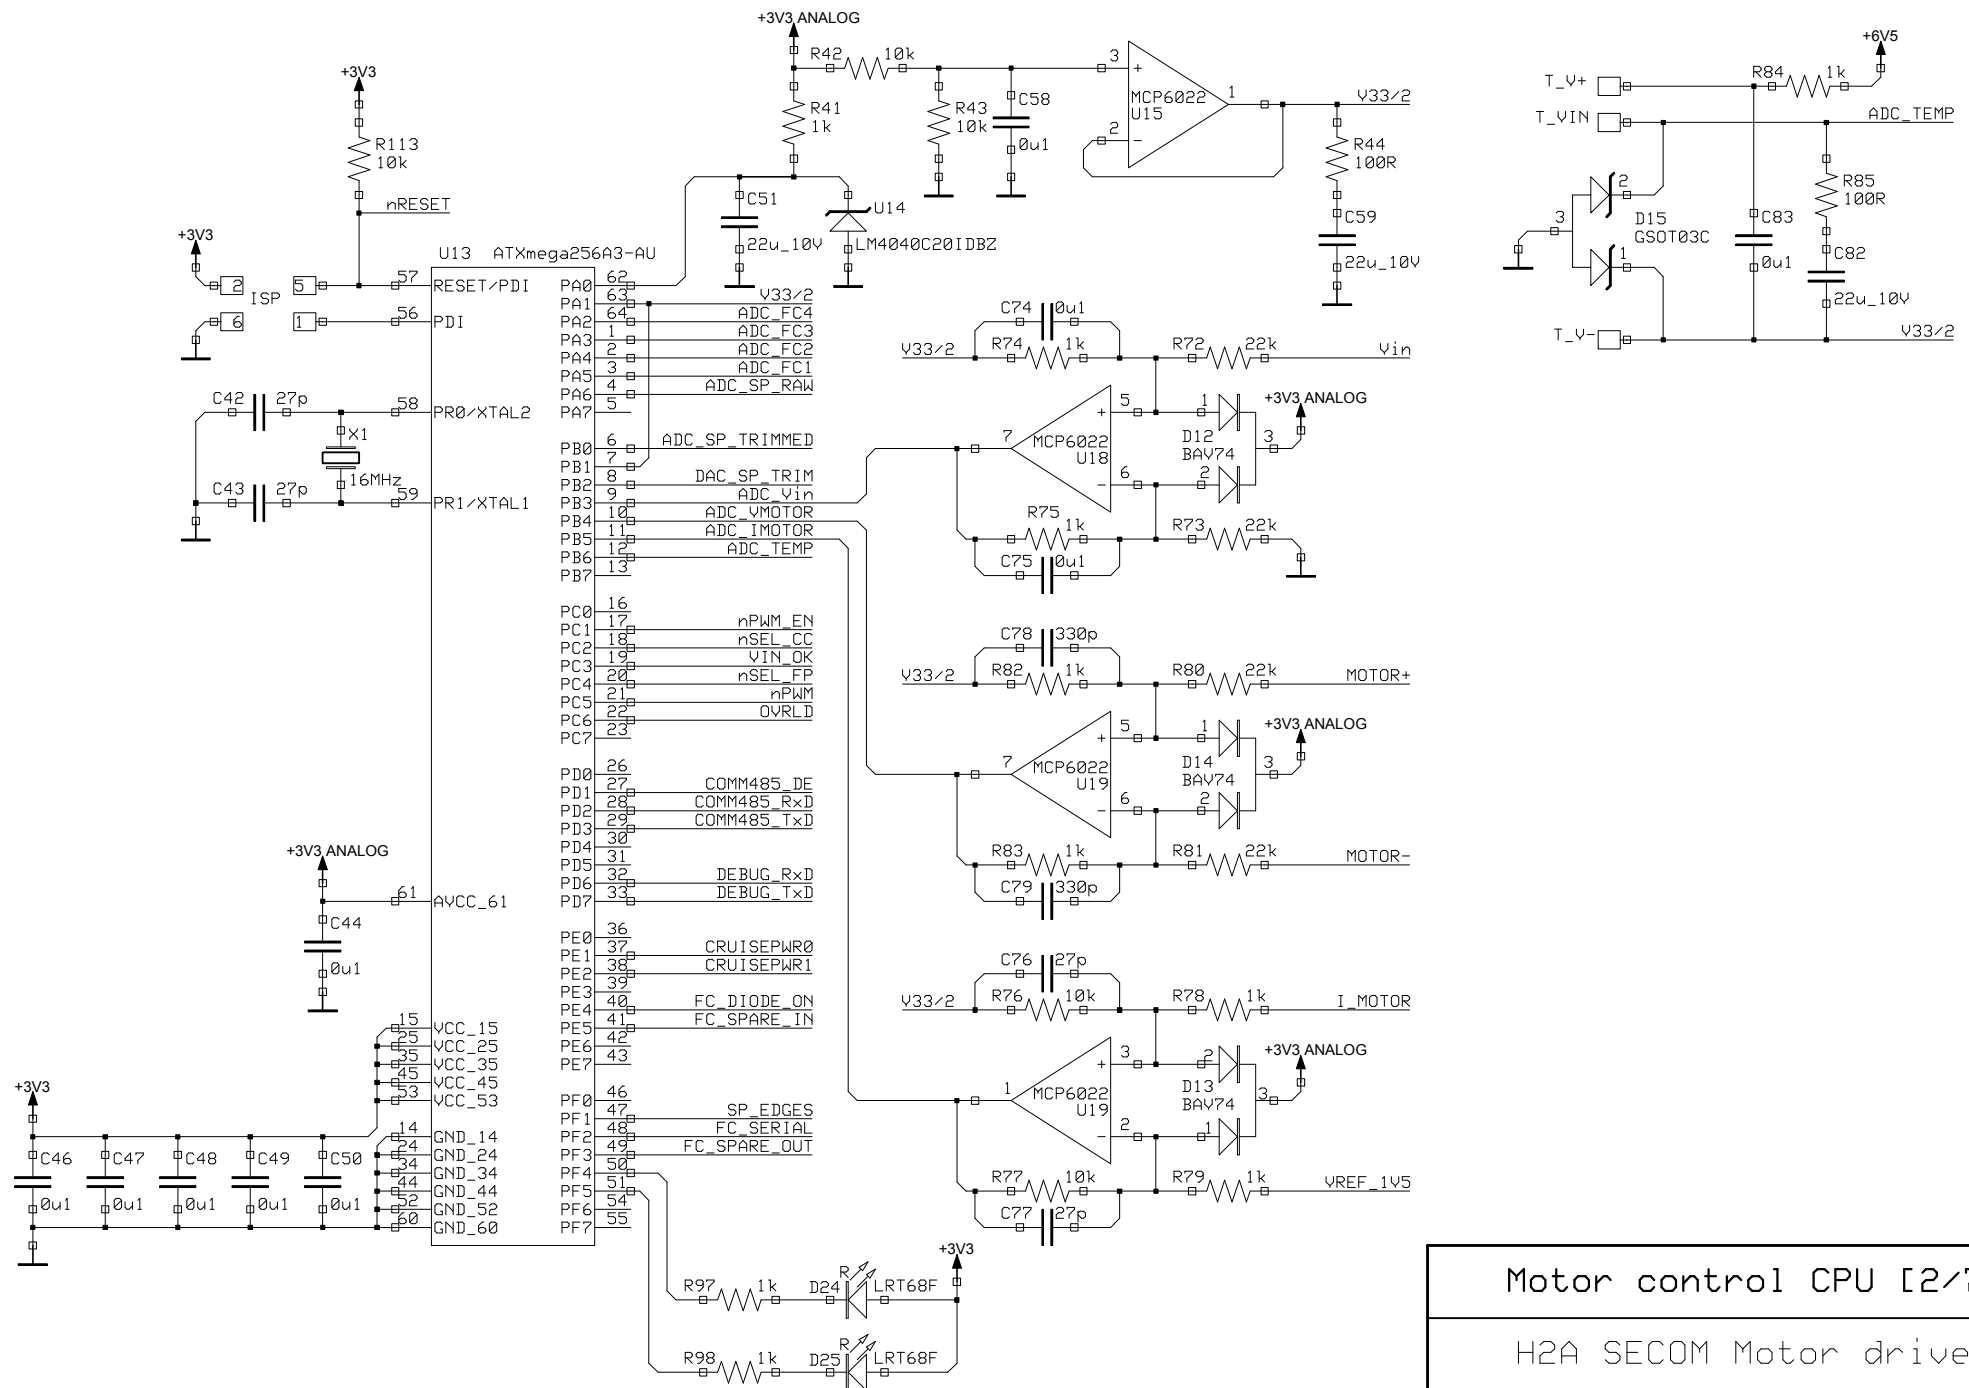 +3V3 ANALOG
R42 10k
R41
1k
R43
10k
C58
0u1
3
+
2
-
MCP6022
U15
1
V33/2
R44
100R
C59
22u_10V
C51
22u_10V
U14
LM4040C20IDBZ
+6V5
R84 1k
T_V+
T_VIN
ADC_TEMP
2
3
1
D15
GSOT03C
C83
0u1
R85
100R
C82
22u_10V
T_V-
V33/2
+3V3
R113
10k
nRESET
+3V3
2 5
ISP
6 1
C42 27p
X1
16MHz
C43 27p
U13 ATXmega256A3-AU
57 RESET/PDI
56 PDI
58 PR0/XTAL2
59 PR1/XTAL1
+3V3 ANALOG
61 AVCC_61
C44
0u1
15 VCC_15
25 VCC_25
35 VCC_35
45 VCC_45
53 VCC_53
14 GND_14
24 GND_24
34 GND_34
44 GND_44
52 GND_52
60 GND_60
+3V3
C46
0u1
C47
0u1
C48
0u1
C49
0u1
C50
0u1
PA0 62
PA1 63 V33/2
PA2 64 ADC_FC4
PA3 1 ADC_FC3
PA4 2 ADC_FC2
PA5 3 ADC_FC1
PA6 4 ADC_SP_RAW
PA7 5
PB0 6 ADC_SP_TRIMMED
PB1 7
PB2 8 DAC_SP_TRIM
PB3 9 ADC_Vin
PB4 10 ADC_VMOTOR
PB5 11 ADC_IMOTOR
PB6 12 ADC_TEMP
PB7 13
PC0 16
PC1 17 nPWM_EN
PC2 18 nSEL_CC
PC3 19 VIN_OK
PC4 20 nSEL_FP
PC5 21 nPWM
PC6 22 OVRLD
PC7 23
PD0 26
PD1 27 COMM485_DE
PD2 28 COMM485_RxD
PD3 29 COMM485_TxD
PD4 30
PD5 31
PD6 32 DEBUG_RxD
PD7 33 DEBUG_TxD
PE0 36
PE1 37 CRUISEPWR0
PE2 38 CRUISEPWR1
PE3 39
PE4 40 FC_DIODE_ON
PE5 41 FC_SPARE_IN
PE6 42
PE7 43
PF0 46
PF1 47 SP_EDGES
PF2 48 FC_SERIAL
PF3 49 FC_SPARE_OUT
PF4 50
PF5 51
PF6 54
PF7 55
C74 0u1
V33/2 R74 1k R72 22k Vin
+3V3 ANALOG
5
+
6
-
7
MCP6022
U18
1
2
3
D12
BAV74
R75 1k R73 22k
C75 0u1
C78 330p
V33/2 R82 1k R80 22k MOTOR+
+3V3 ANALOG
5
+
6
-
7
MCP6022
U19
1
2
3
D14
BAV74
R83 1k R81 22k MOTOR-
C79 330p
C76 27p
V33/2 R76 10k R78 1k I_MOTOR
+3V3 ANALOG
3
+
2
-
1
MCP6022
U19
2
1
3
D13
BAV74
R77 10k R79 1k VREF_1V5
C77 27p
+3V3
R97 1k D24 R LRT68F
R98 1k D25 R LRT68F
Motor control CPU [2/
H2A SECOM Motor drive